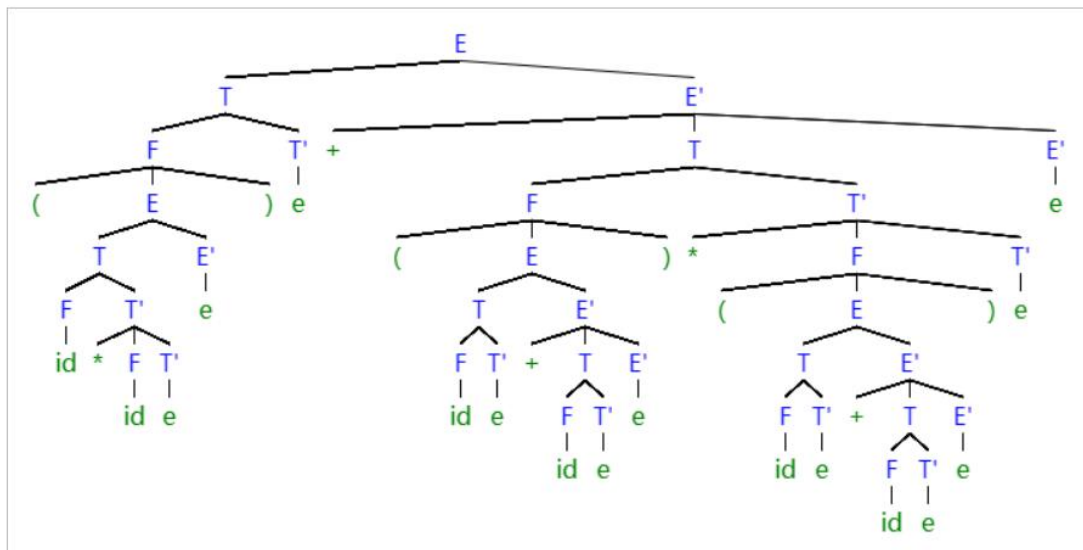 E
T E'
F T' + T E'
( E ) e F T' e
T E' ( E ) * F T'
F T' e T E' ( E ) e
id * F T' F T' + T E' T E'
id e id e F T' e F T' + T E'
id e id e F T' e
id e